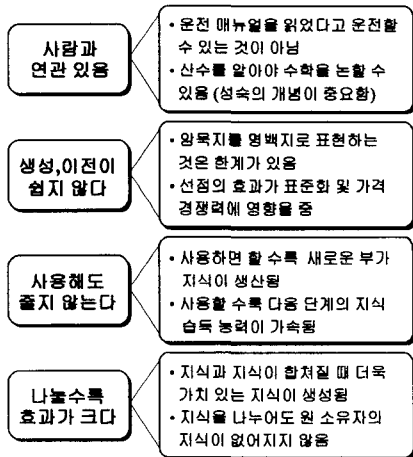 사람과
연관 있음
• 운전 매뉴얼을 읽었다고 운전할
수 있는 것이 아님
• 산수를 알아야 수학을 논할 수
있음 (성숙의 개념이 중요함)
생성,이전이
쉽지 않다
• 암묵지를 명백지로 표현하는
것은 한계가 있음
• 선점의 효과가 표준화 및 가격
경쟁력에 영향을 줌
사용해도
줄지 않는다
• 사용하면 할 수록 새로운 부가
지식이 생산됨
• 사용할 수록 다음 단계의 지식
습득 능력이 가속됨
나눌수록
효과가 크다
• 지식과 지식이 합쳐질 때 더욱
가치 있는 지식이 생성됨
• 지식을 나누어도 원 소유자의
지식이 없어지지 않음